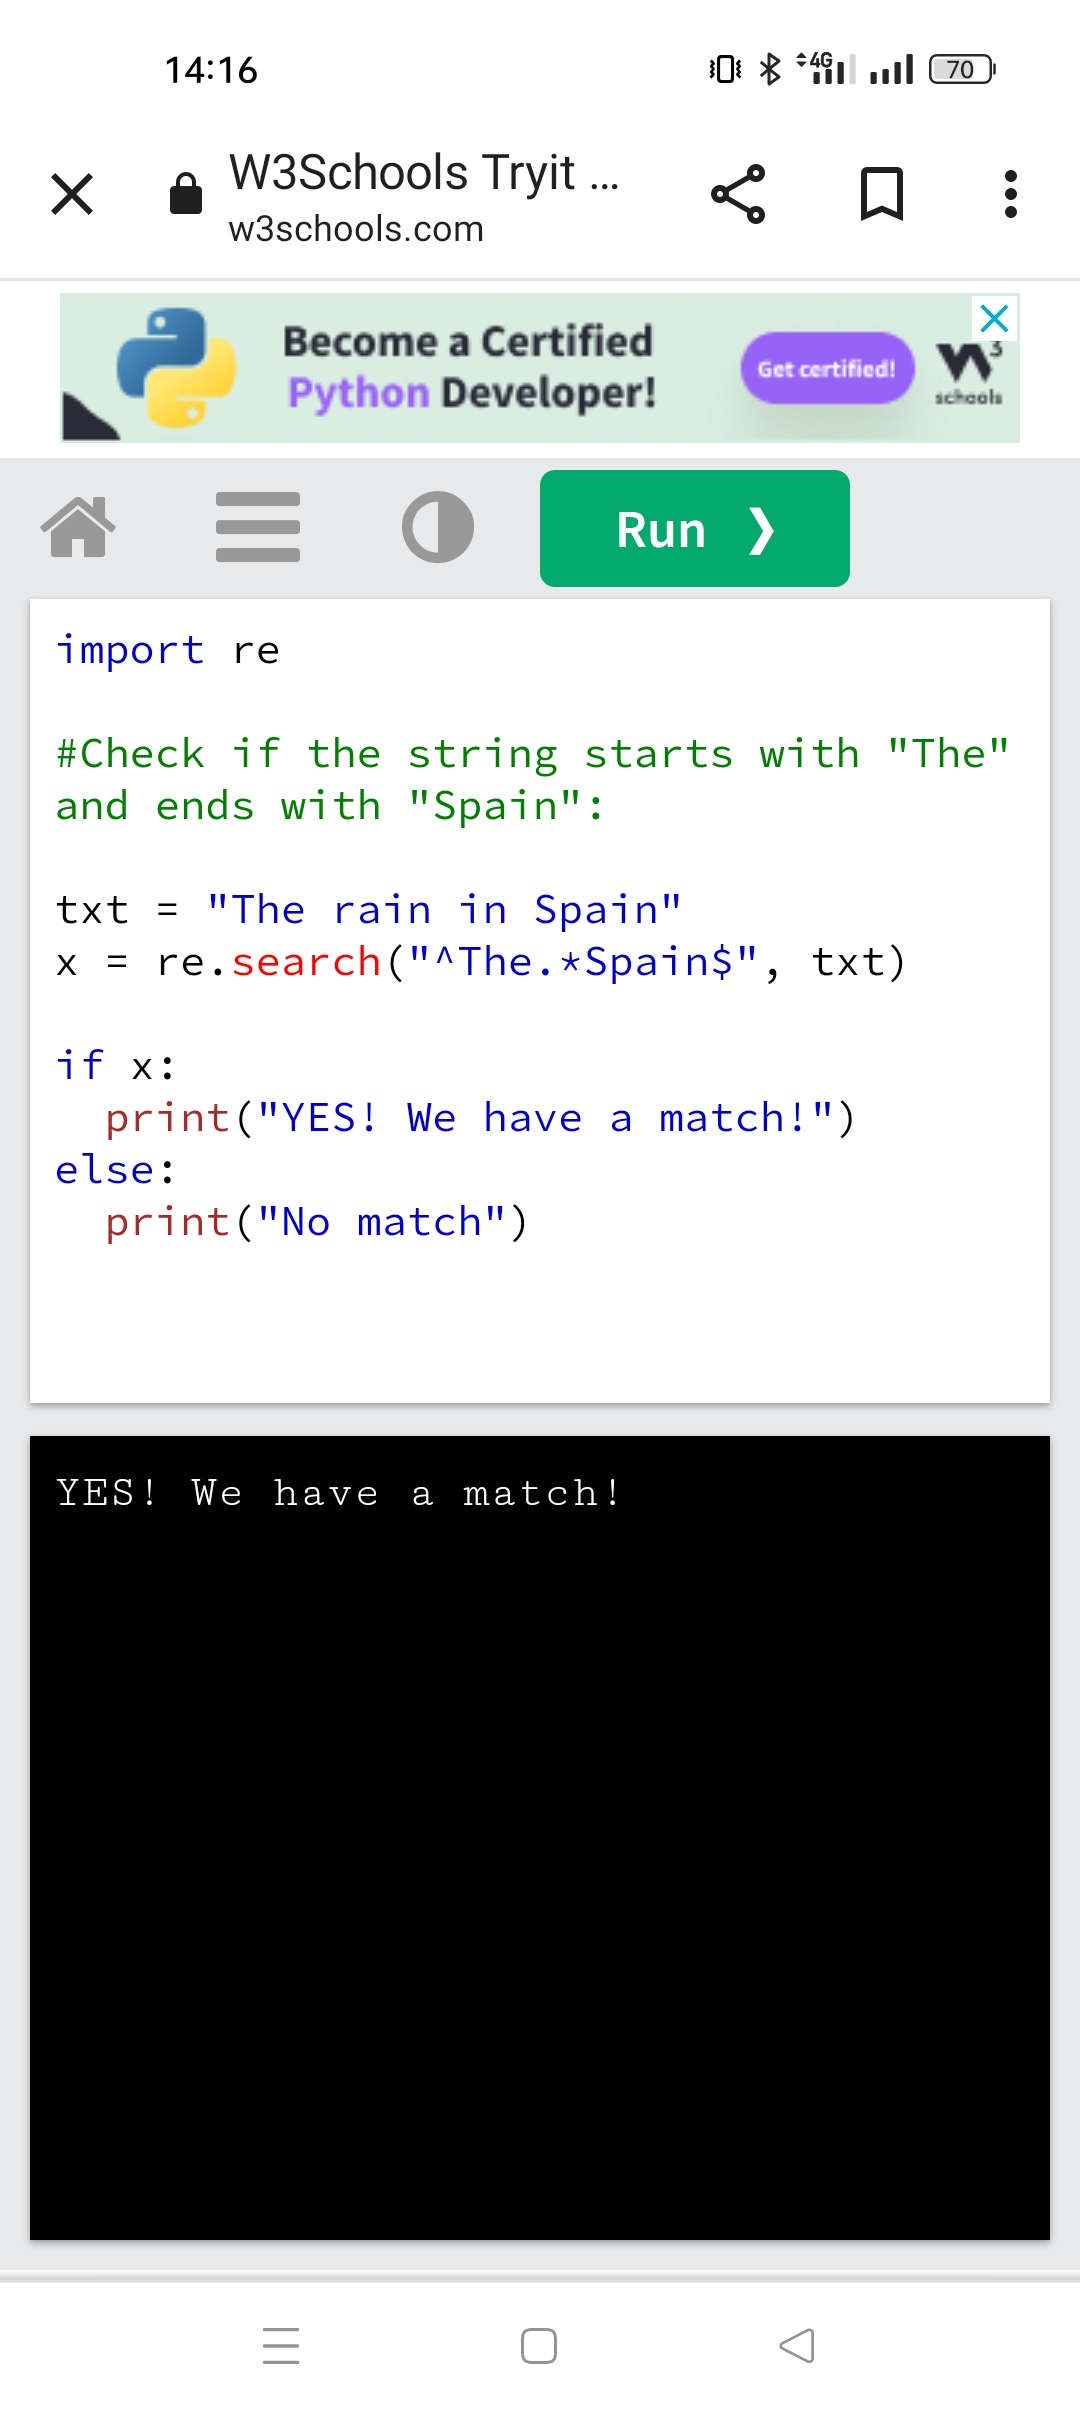 14:16
4G
70
W3Schools Tryit ...
w3schools.com
Become a Certified
Python Developer!
Get certified!
W3
schools
Run ❯
import re
#Check if the string starts with "The"
and ends with "Spain":
txt = "The rain in Spain"
x = re.search("^The.*Spain$", txt)
if x:
  print("YES! We have a match!")
else:
  print("No match")
YES! We have a match!